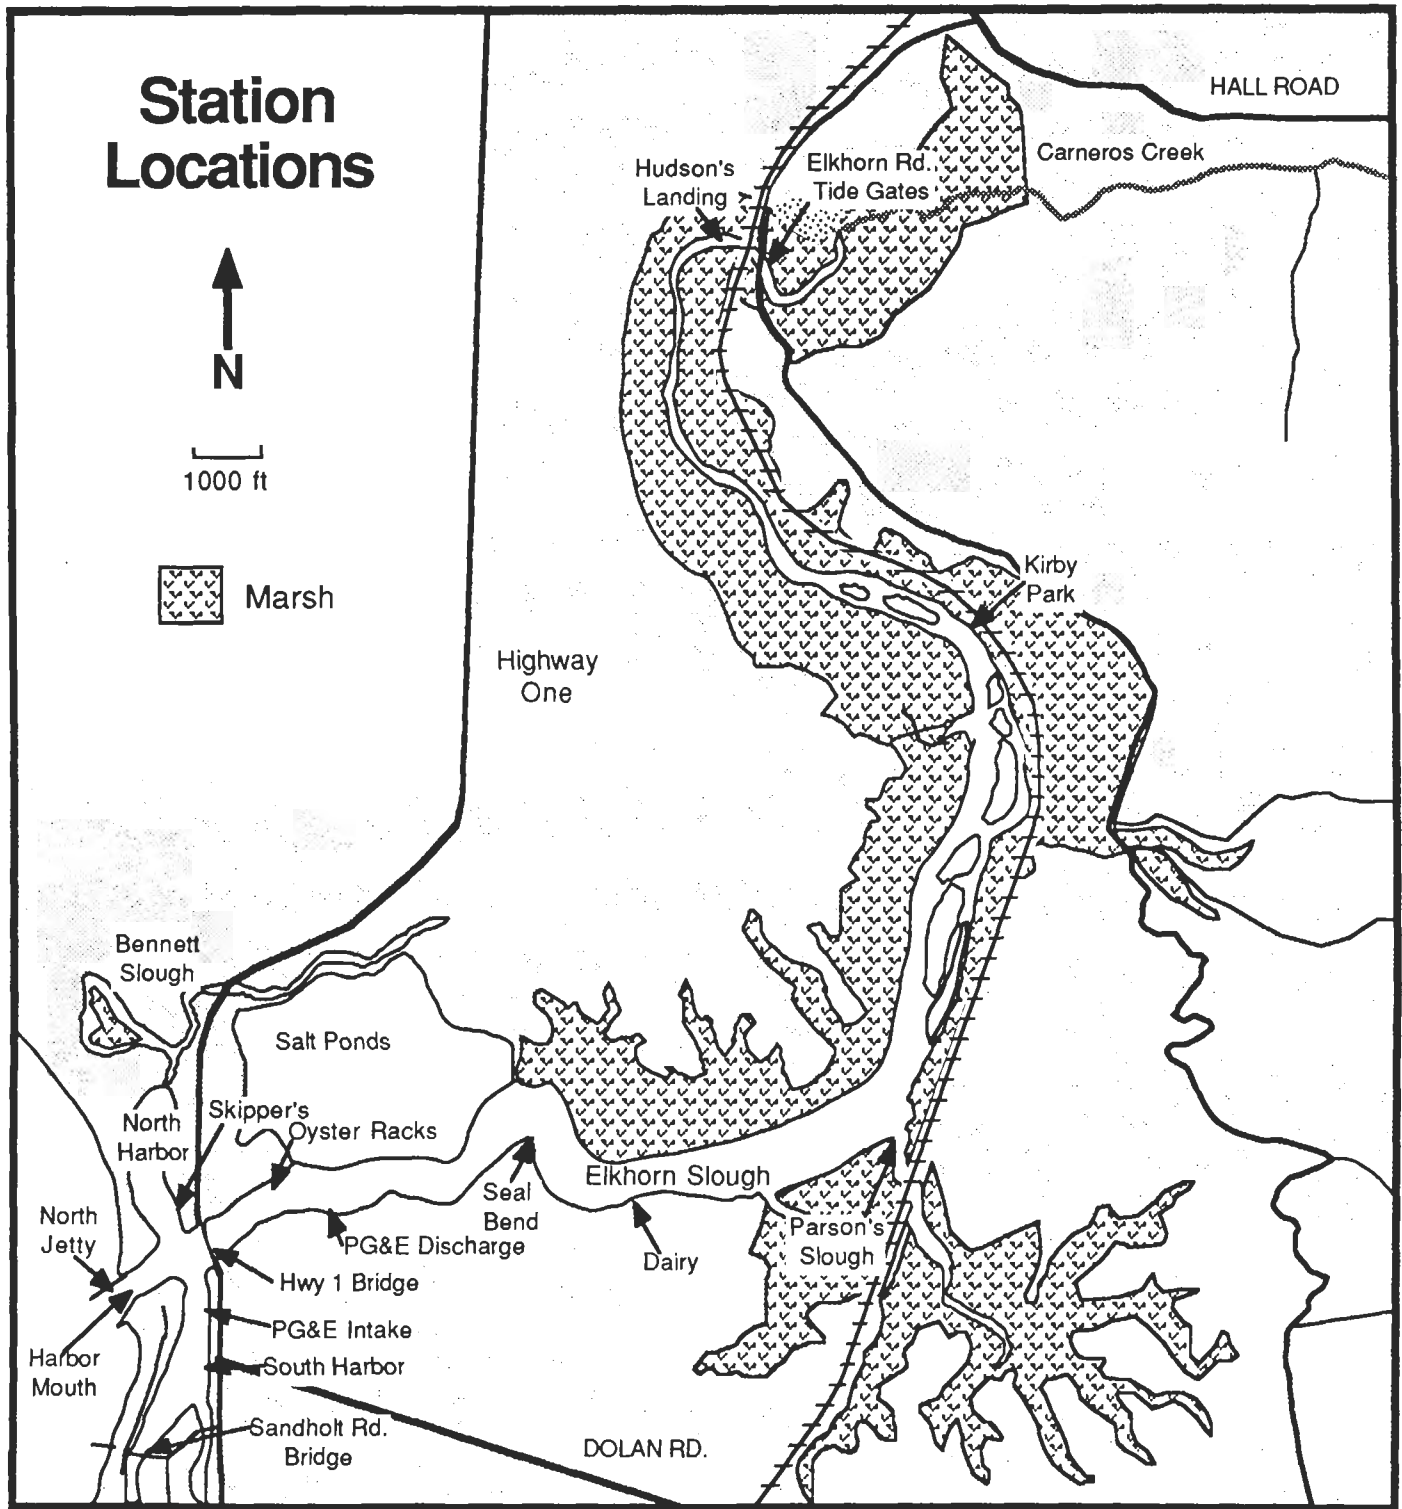 Station
Locations
N
1000 ft
Marsh
HALL ROAD
Carneros Creek
Elkhorn Rd.
Tide Gates
Hudson's
Landing
Kirby
Park
Highway
One
Bennett
Slough
Salt Ponds
North
Harbor
Skipper's
Oyster Racks
Elkhorn Slough
Seal
Bend
PG&E Discharge
Dairy
Parson's
Slough
North
Jetty
Hwy 1 Bridge
PG&E Intake
South Harbor
Harbor
Mouth
Sandholt Rd.
Bridge
DOLAN RD.